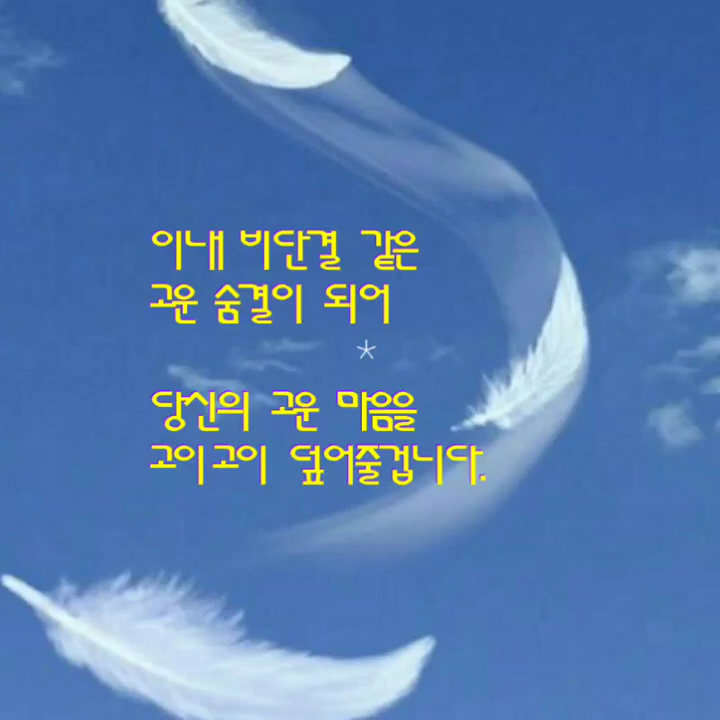 이내 비단결 같은
고운 숨결이 되어
*
당신의 고운 마음을
고이고이 덮어줄겁니다.